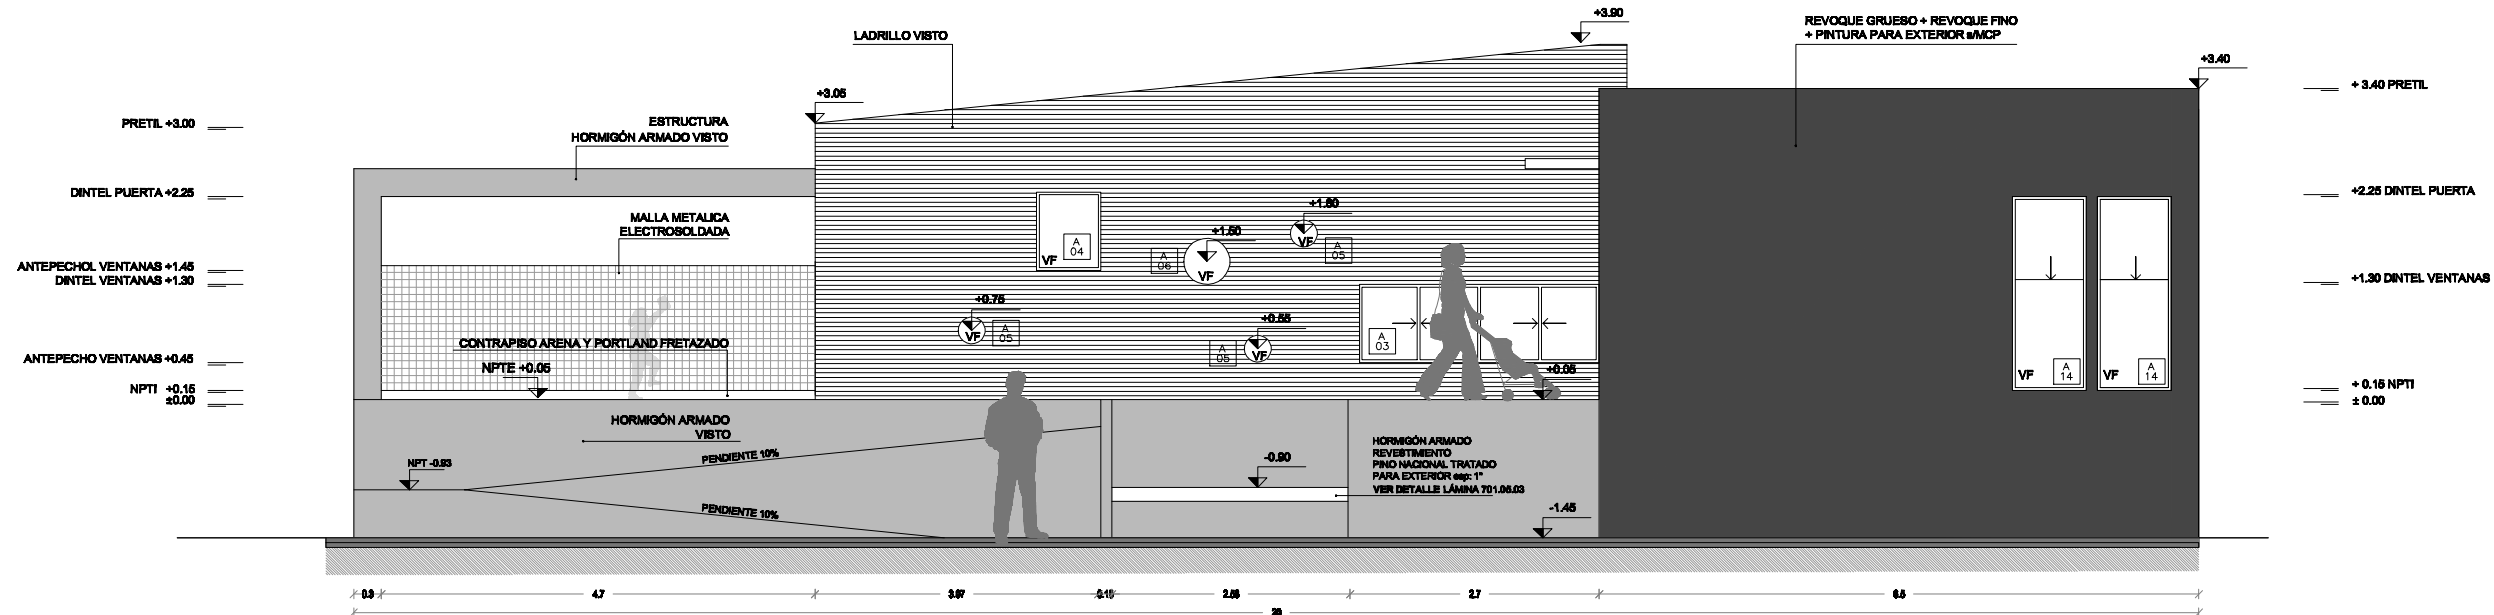 +3.90
REVOQUE GRUESO + REVOQUE FINO
+ PINTURA PARA EXTERIOR s/MCP
LADRILLO VISTO
+3.40
+3.05
+ 3.40 PRETIL
PRETIL +3.00
ESTRUCTURA
HORMIGÓN ARMADO VISTO
DINTEL PUERTA +2.25
+2.25 DINTEL PUERTA
MALLA METALICA
ELECTROSOLDADA
+1.80
+1.50
A
04
VF
A
06
VF
VF
A
05
ANTEPECHOL VENTANAS +1.45
DINTEL VENTANAS +1.30
+1.30 DINTEL VENTANAS
+0.75
VF
A
05
+0.55
A
05
VF
A
03
CONTRAPISO ARENA Y PORTLAND FRETAZADO
ANTEPECHO VENTANAS +0.45
NPTE +0.05
+0.05
VF
A
14
VF
A
14
NPTI +0.15
±0.00
+ 0.15 NPTI
± 0.00
HORMIGÓN ARMADO
VISTO
PENDIENTE 10%
NPT -0.93
PENDIENTE 10%
-0.90
HORMIGÓN ARMADO
REVESTIMIENTO
PINO NACIONAL TRATADO
PARA EXTERIOR esp: 1"
VER DETALLE LÁMINA 701.05.03
-1.45
0.3
4.7
2.7
6.5
20